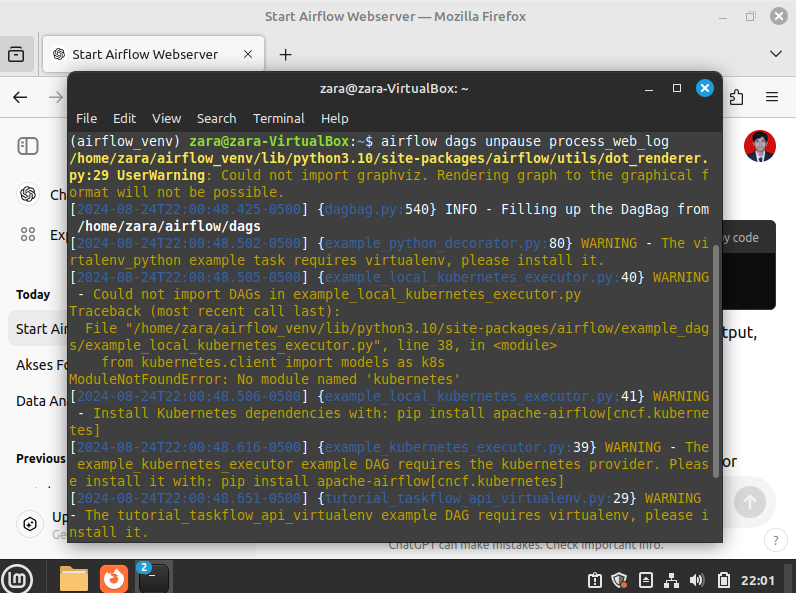 Start Airflow Webserver — Mozilla Firefox
Start Airflow Webserver
zara@zara-VirtualBox: ~
File Edit View Search Terminal Help
(airflow_venv) zara@zara-VirtualBox:~$ airflow dags unpause process_web_log
/home/zara/airflow_venv/lib/python3.10/site-packages/airflow/utils/dot_renderer.
py:29 UserWarning: Could not import graphviz. Rendering graph to the graphical f
ormat will not be possible.
[2024-08-24T22:00:48.425-0500] {dagbag.py:540} INFO - Filling up the DagBag from
/home/zara/airflow/dags
[2024-08-24T22:00:48.502-0500] {example_python_decorator.py:80} WARNING - The vi
rtalenv_python example task requires virtualenv, please install it.
[2024-08-24T22:00:48.505-0500] {example_local_kubernetes_executor.py:40} WARNING
- Could not import DAGs in example_local_kubernetes_executor.py
Traceback (most recent call last):
File "/home/zara/airflow_venv/lib/python3.10/site-packages/airflow/example_dag
s/example_local_kubernetes_executor.py", line 38, in <module>
from kubernetes.client import models as k8s
ModuleNotFoundError: No module named 'kubernetes'
[2024-08-24T22:00:48.506-0500] {example_local_kubernetes_executor.py:41} WARNING
- Install Kubernetes dependencies with: pip install apache-airflow[cncf.kuberne
tes]
[2024-08-24T22:00:48.616-0500] {example_kubernetes_executor.py:39} WARNING - The
example_kubernetes_executor example DAG requires the kubernetes provider. Pleas
e install it with: pip install apache-airflow[cncf.kubernetes]
[2024-08-24T22:00:48.651-0500] {tutorial_taskflow_api_virtualenv.py:29} WARNING
- The tutorial_taskflow_api_virtualenv example DAG requires virtualenv, please i
nstall it.
Ch
Exp
Today
Start Air
Akses Fo
Data An
Previous
Up
Ge
y code
tput,
or
ChatGPT can make mistakes. Check important info.
?
2
22:01